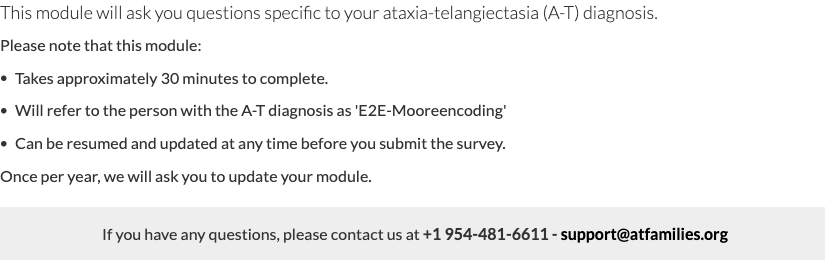 This module will ask you questions specific to your ataxia-telangiectasia (A-T) diagnosis.
Please note that this module:
• Takes approximately 30 minutes to complete.
• Will refer to the person with the A-T diagnosis as 'E2E-Mooreencoding'
• Can be resumed and updated at any time before you submit the survey.
Once per year, we will ask you to update your module.
If you have any questions, please contact us at +1 954-481-6611 - support@atfamilies.org